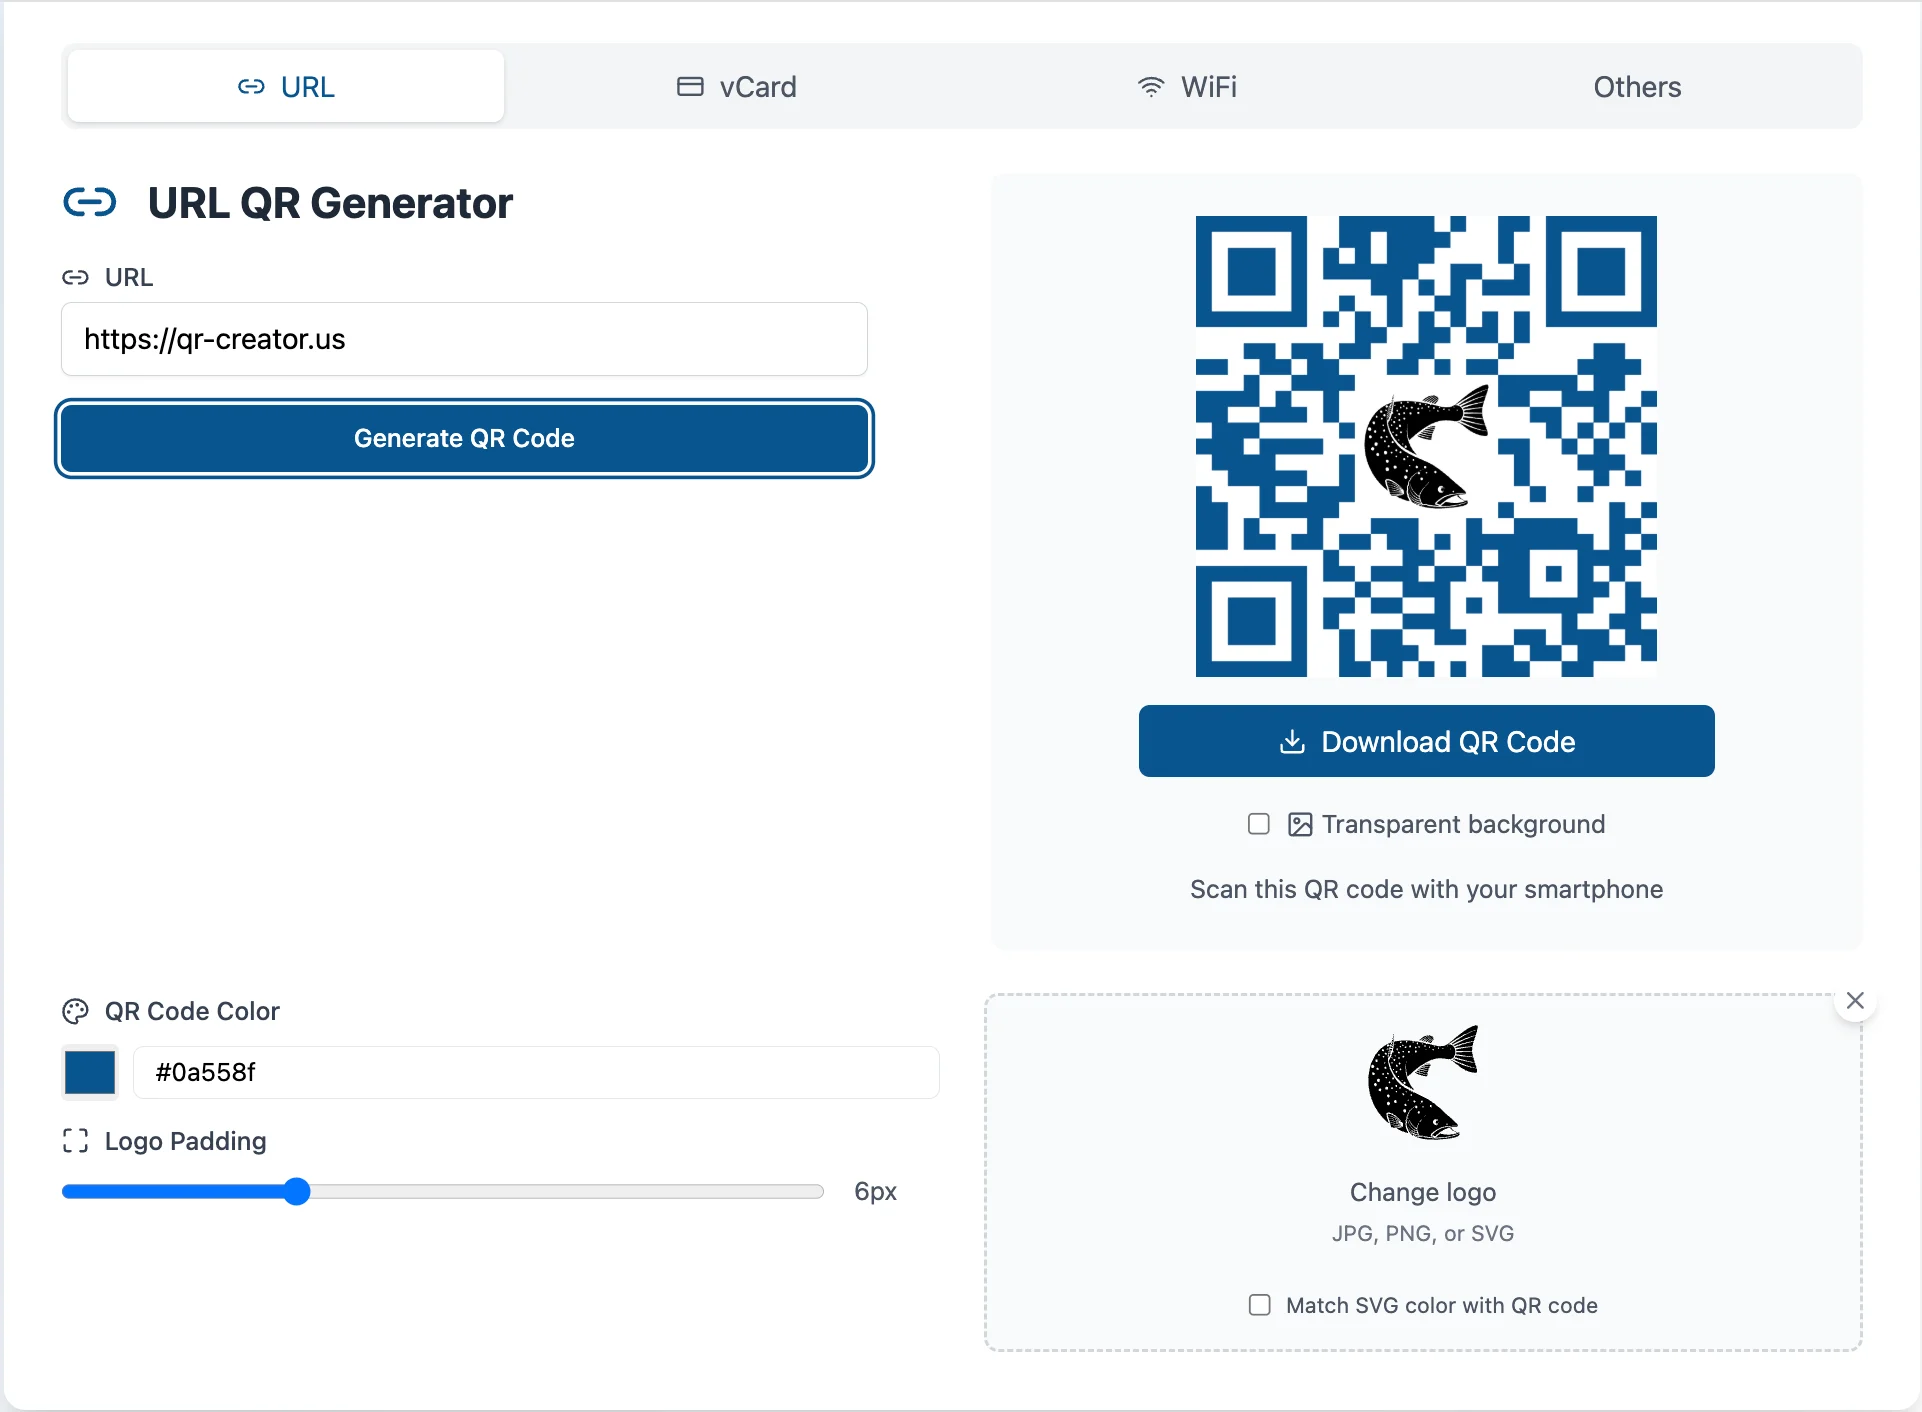 URL
vCard
WiFi
Others
URL QR Generator
URL
https://qr-creator.us
Generate QR Code
Download QR Code
Transparent background
Scan this QR code with your smartphone
QR Code Color
#0a558f
Logo Padding
6px
Change logo
JPG, PNG, or SVG
Match SVG color with QR code